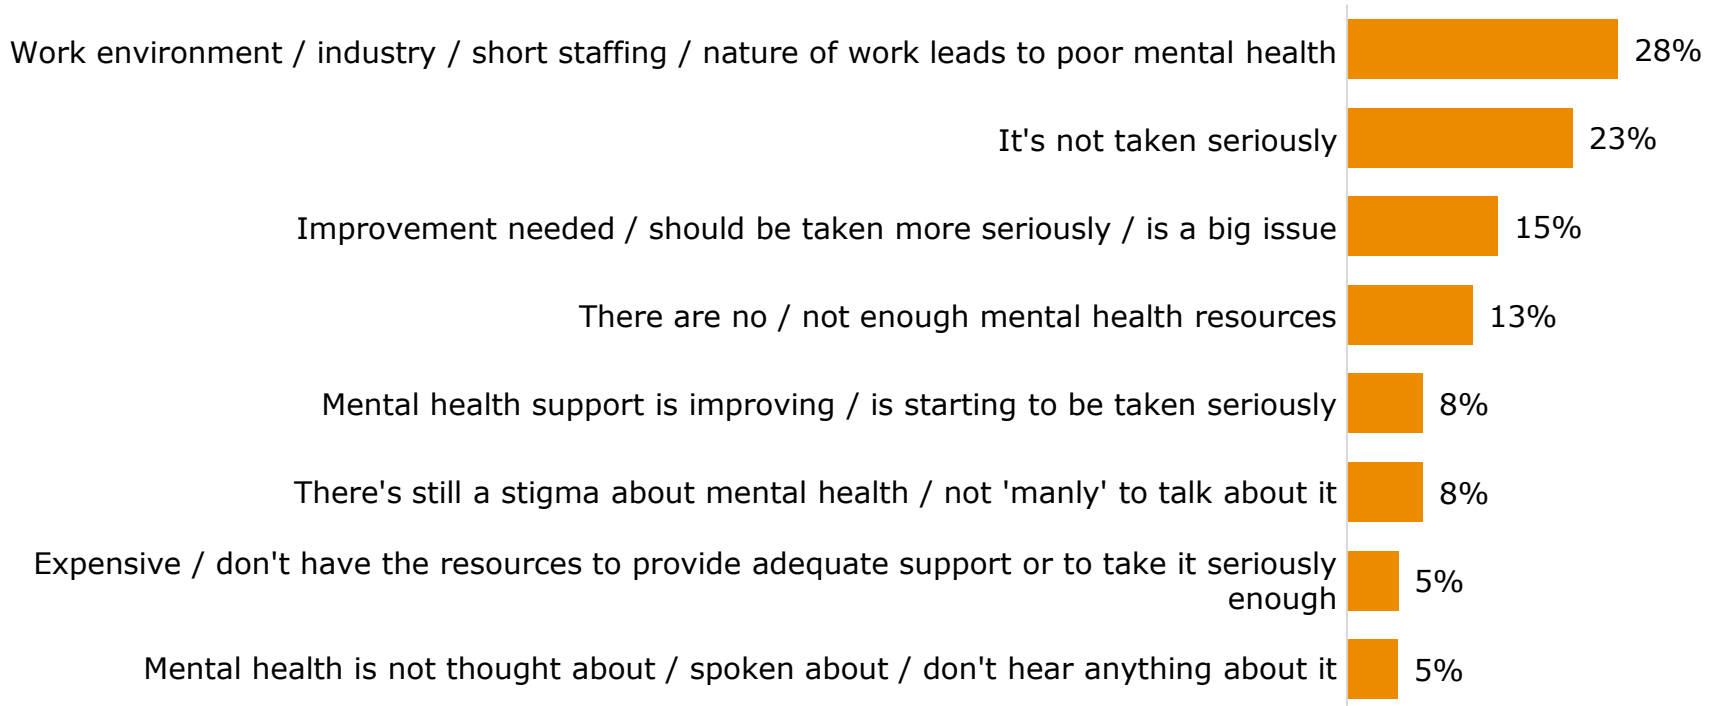 Work environment / industry / short staffing / nature of work leads to poor mental health 28%
It's not taken seriously 23%
Improvement needed / should be taken more seriously / is a big issue 15%
There are no / not enough mental health resources 13%
Mental health support is improving / is starting to be taken seriously 8%
There's still a stigma about mental health / not 'manly' to talk about it 8%
Expensive / don't have the resources to provide adequate support or to take it seriously
enough 5%
Mental health is not thought about / spoken about / don't hear anything about it 5%